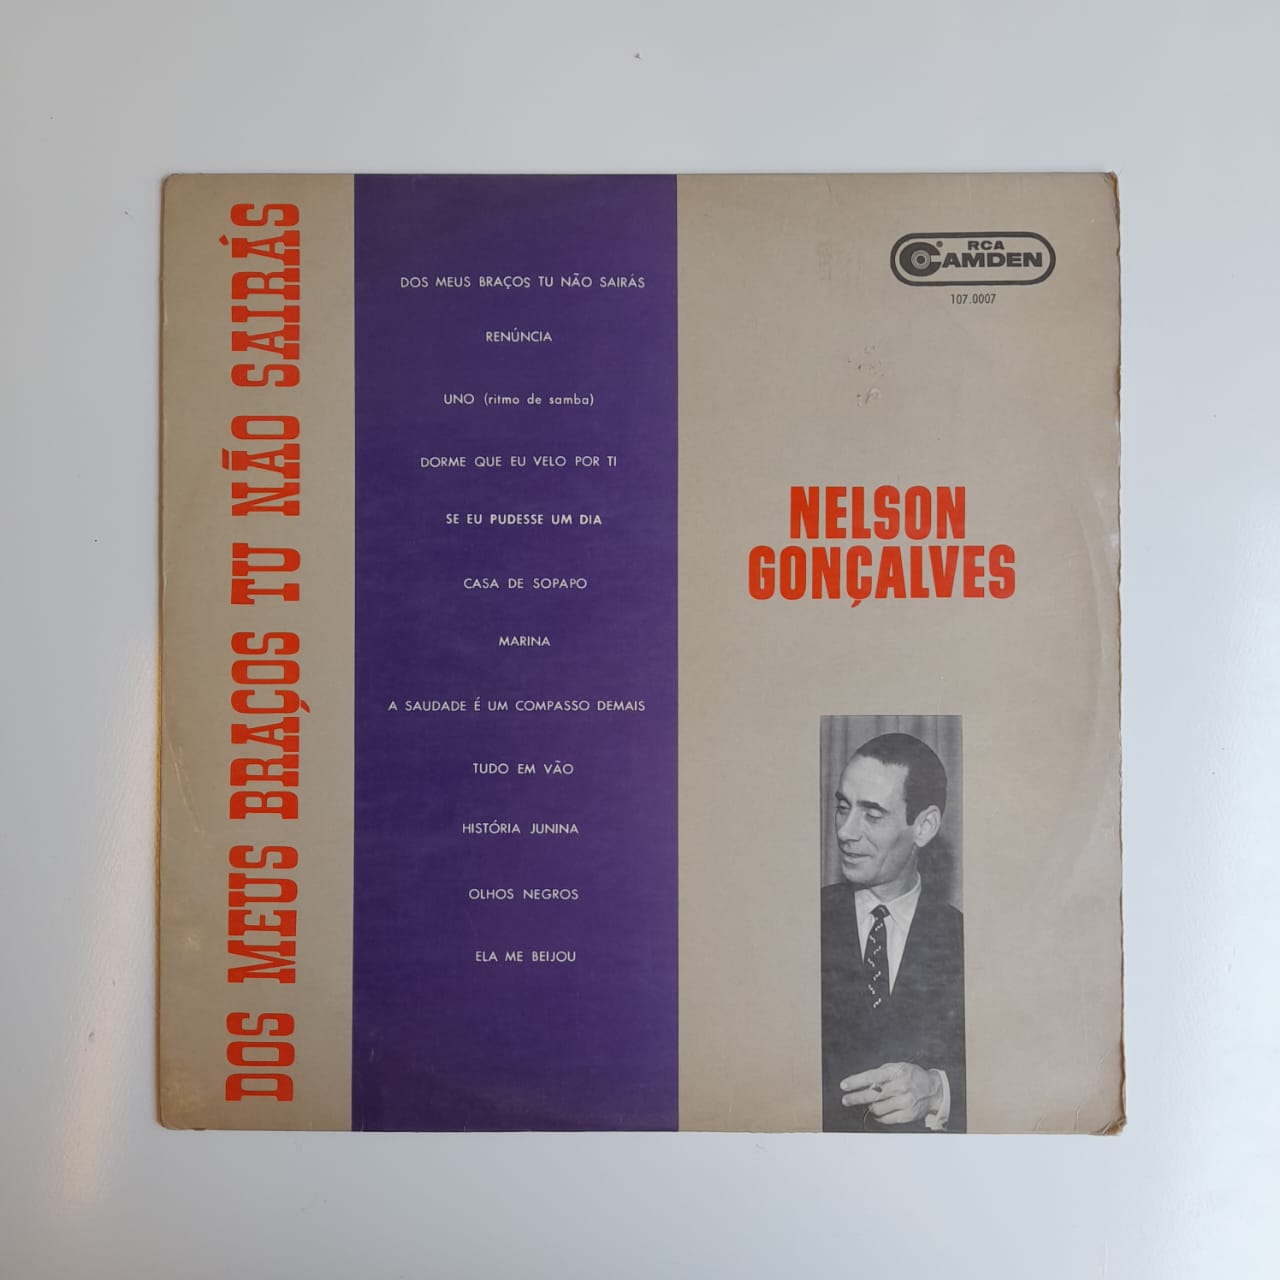 DOS MEUS BRAÇOS TU NÃO SAIRÁS
DOS MEUS BRAÇOS TU NÃO SAIRÁS
RENÚNCIA
UNO (ritmo de samba)
DORME QUE EU VELO POR TI
SE EU PUDESSE UM DIA
CASA DE SOPAPO
MARINA
A SAUDADE É UM COMPASSO DEMAIS
TUDO EM VÃO
HISTÓRIA JUNINA
OLHOS NEGROS
ELA ME BEIJOU
RCA
CAMDEN
107.0007
NELSON
GONÇALVES